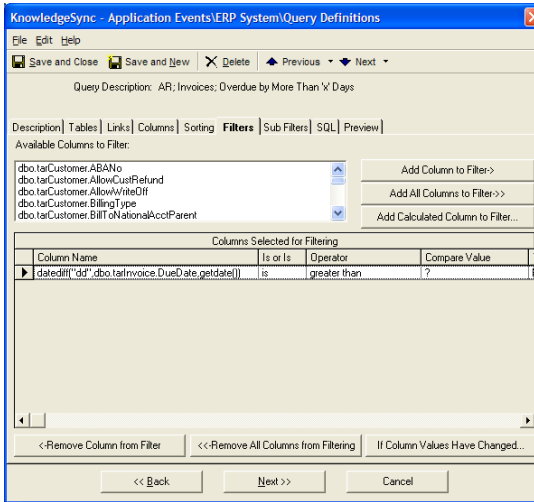 KnowledgeSync - Application Events\ERP System\Query Definitions
File Edit Help
Save and Close Save and New Delete Previous Next
Query Description: AR; Invoices; Overdue by More Than 'x' Days
Description Tables Links Columns Sorting Filters Sub Filters SQL Preview
Available Columns to Filter:
dbo.tarCustomer.ABANo
dbo.tarCustomer.AllowCustRefund
dbo.tarCustomer.AllowWriteOff
dbo.tarCustomer.BillingType
dbo.tarCustomer.BillToNationalAcctParent
Add Column to Filter->
Add All Columns to Filter->>
Add Calculated Column to Filter...
Columns Selected for Filtering
Column Name Is or Is Operator Compare Value
datediff("dd",dbo.tarInvoice.DueDate,getdate()) is greater than ?
<-Remove Column from Filter <<-Remove All Columns from Filtering If Column Values Have Changed...
<< Back Next >> Cancel